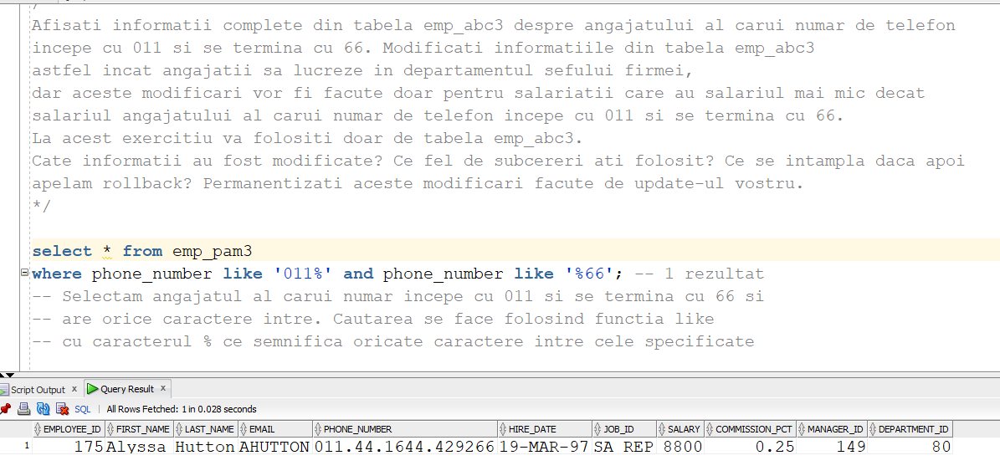 /
Afisati informatii complete din tabela emp_abc3 despre angajatului al carui numar de telefon
incepe cu 011 si se termina cu 66. Modificati informatiile din tabela emp_abc3
astfel incat angajatii sa lucreze in departamentul sefului firmei,
dar aceste modificari vor fi facute doar pentru salariatii care au salariul mai mic decat
salariul angajatului al carui numar de telefon incepe cu 011 si se termina cu 66.
La acest exercitiu va folositi doar de tabela emp_abc3.
Cate informatii au fost modificate? Ce fel de subcereri ati folosit? Ce se intampla daca apoi
apelam rollback? Permanentizati aceste modificari facute de update-ul vostru.
*/
select * from emp_pam3
where phone_number like '011%' and phone_number like '%66'; -- 1 rezultat
-- Selectam angajatul al carui numar incepe cu 011 si se termina cu 66 si
-- are orice caractere intre. Cautarea se face folosind functia like
-- cu caracterul % ce semnifica oricate caractere intre cele specificate
Script Output x Query Result x
SQL | All Rows Fetched: 1 in 0.028 seconds
EMPLOYEE_ID FIRST_NAME LAST_NAME EMAIL PHONE_NUMBER HIRE_DATE JOB_ID SALARY COMMISSION_PCT MANAGER_ID DEPARTMENT_ID
1 175 Alyssa Hutton AHUTTON 011.44.1644.429266 19-MAR-97 SA_REP 8800 0.25 149 80